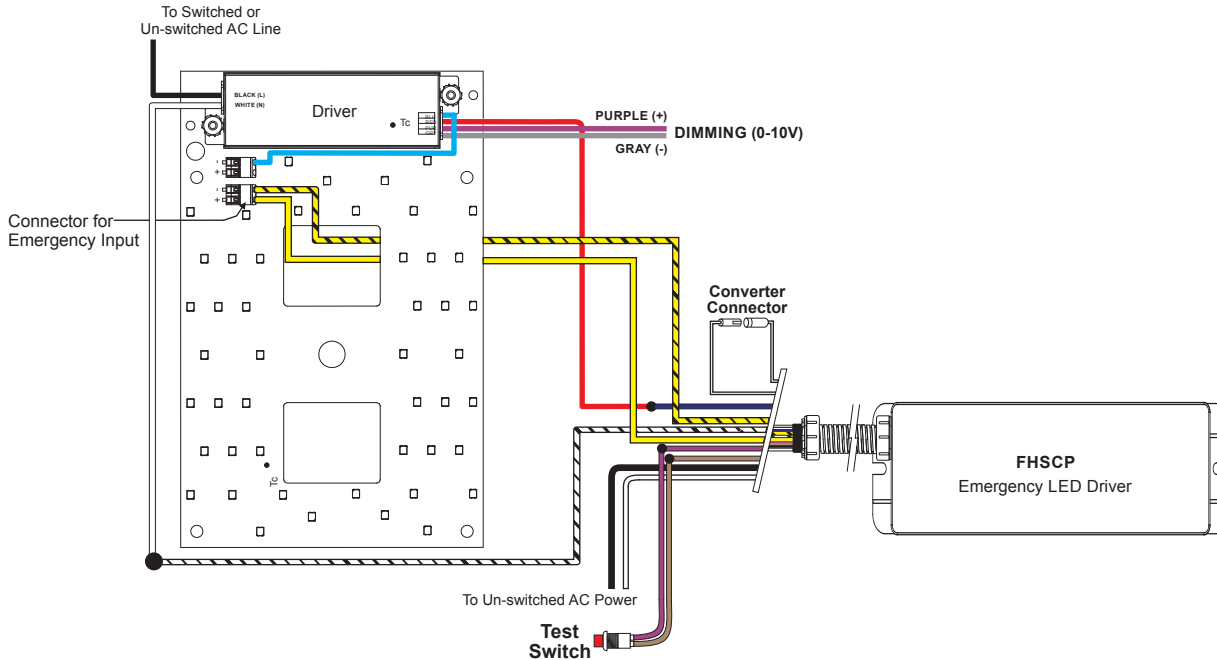 To Switched or
Un-switched AC Line
BLACK (L)
WHITE (N)
Driver
Tc
PURPLE (+)
DIMMING (0-10V)
GRAY (-)
-
+
-
+
Connector for
Emergency Input
Converter
Connector
FHSCP
Emergency LED Driver
Tc
To Un-switched AC Power
Test
Switch